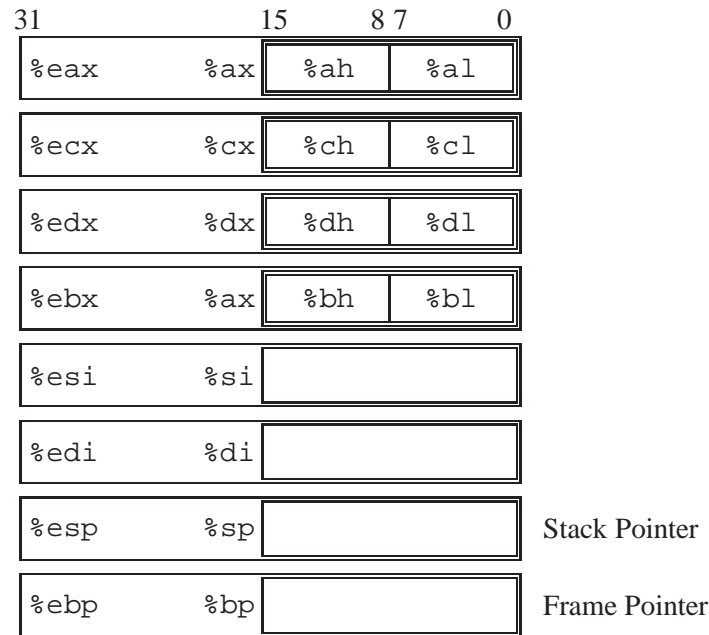 31 15 8 7 0
%eax %ax %ah %al
%ecx %cx %ch %cl
%edx %dx %dh %dl
%ebx %ax %bh %bl
%esi %si
%edi %di
%esp %sp Stack Pointer
%ebp %bp Frame Pointer